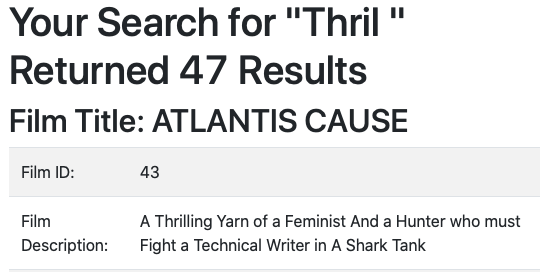 Your Search for "Thril "
Returned 47 Results
Film Title: ATLANTIS CAUSE
Film ID: 43
Film Description: A Thrilling Yarn of a Feminist And a Hunter who must
Fight a Technical Writer in A Shark Tank